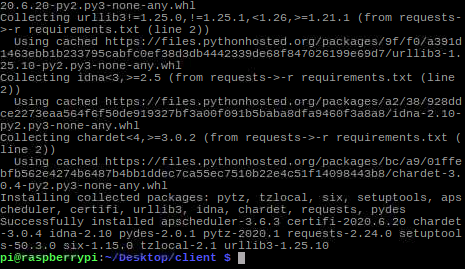 20.6.20-py2.py3-none-any.whl
Collecting urllib3!=1.25.0,!=1.25.1,<1.26,>=1.21.1 (from requests-
>-r requirements.txt (line 2))
  Using cached https://files.pythonhosted.org/packages/9f/f0/a391d
1463ebb1b233795cabfc0ef38d3db4442339de68f847026199e69d7/urllib3-1.
25.10-py2.py3-none-any.whl
Collecting idna<3,>=2.5 (from requests->-r requirements.txt (line
2))
  Using cached https://files.pythonhosted.org/packages/a2/38/928dd
ce2273eaa564f6f50de919327bf3a00f091b5baba8dfa9460f3a8a8/idna-2.10-
py2.py3-none-any.whl
Collecting chardet<4,>=3.0.2 (from requests->-r requirements.txt (
line 2))
  Using cached https://files.pythonhosted.org/packages/bc/a9/01ffe
bfb562e4274b6487b4bb1ddec7ca55ec7510b22e4c51f14098443b8/chardet-3.
0.4-py2.py3-none-any.whl
Installing collected packages: pytz, tzlocal, six, setuptools, aps
cheduler, certifi, urllib3, idna, chardet, requests, pydes
Successfully installed apscheduler-3.6.3 certifi-2020.6.20 chardet
-3.0.4 idna-2.10 pydes-2.0.1 pytz-2020.1 requests-2.24.0 setuptool
s-50.3.0 six-1.15.0 tzlocal-2.1 urllib3-1.25.10
pi@raspberrypi:~/Desktop/client $